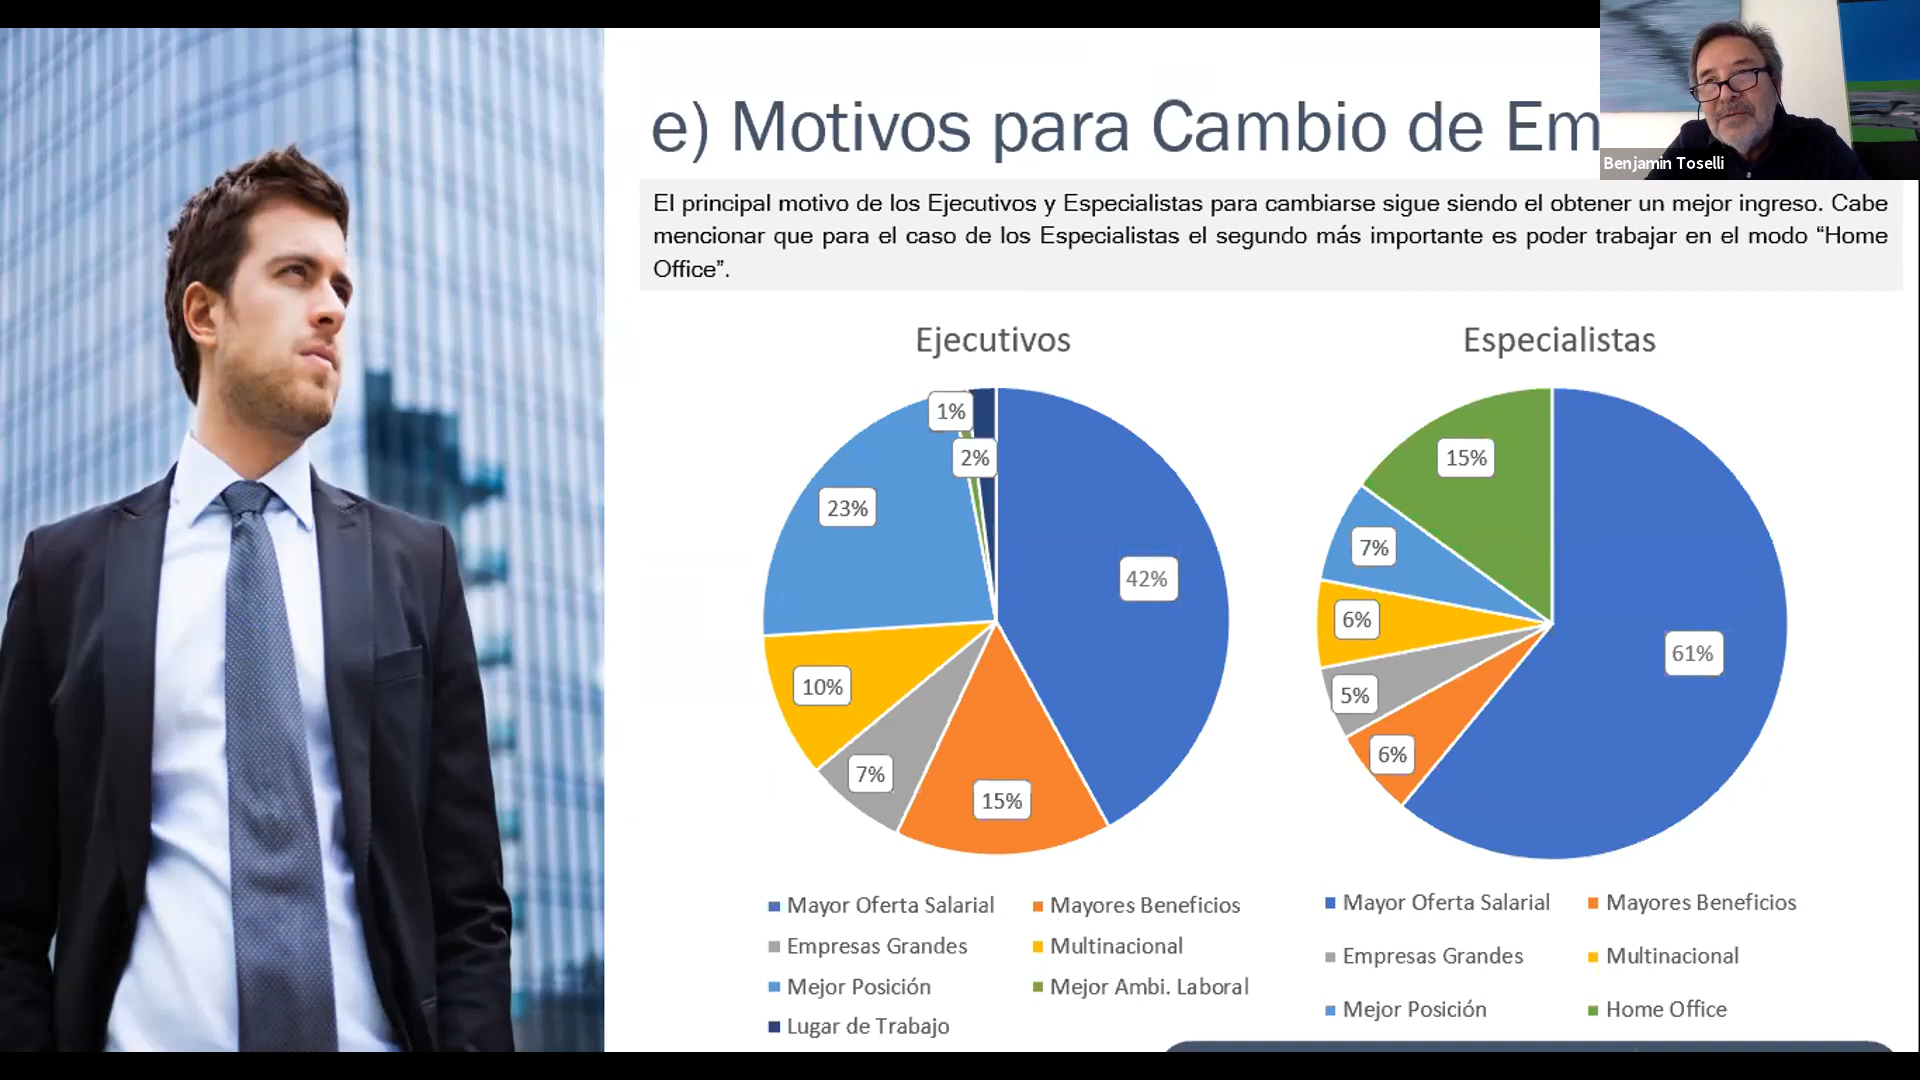 e) Motivos para Cambio de Em
Benjamin Toselli
El principal motivo de los Ejecutivos y Especialistas para cambiarse sigue siendo el obtener un mejor ingreso. Cabe
mencionar que para el caso de los Especialistas el segundo más importante es poder trabajar en el modo “Home
Office”.
Ejecutivos
1%
2%
23%
42%
10%
7%
15%
Mayor Oferta Salarial
Mayores Beneficios
Empresas Grandes
Multinacional
Mejor Posición
Mejor Ambi. Laboral
Lugar de Trabajo
Especialistas
15%
7%
6%
61%
5%
6%
Mayor Oferta Salarial
Mayores Beneficios
Empresas Grandes
Multinacional
Mejor Posición
Home Office